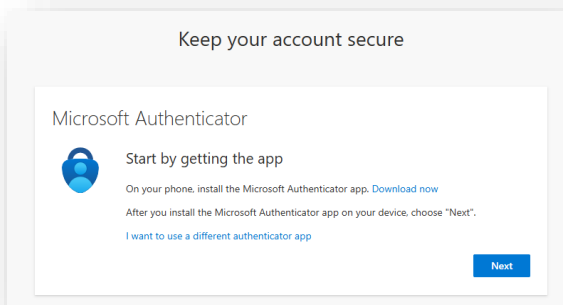 Keep your account secure
Microsoft Authenticator
Start by getting the app
On your phone, install the Microsoft Authenticator app. Download now
After you install the Microsoft Authenticator app on your device, choose "Next".
I want to use a different authenticator app
Next